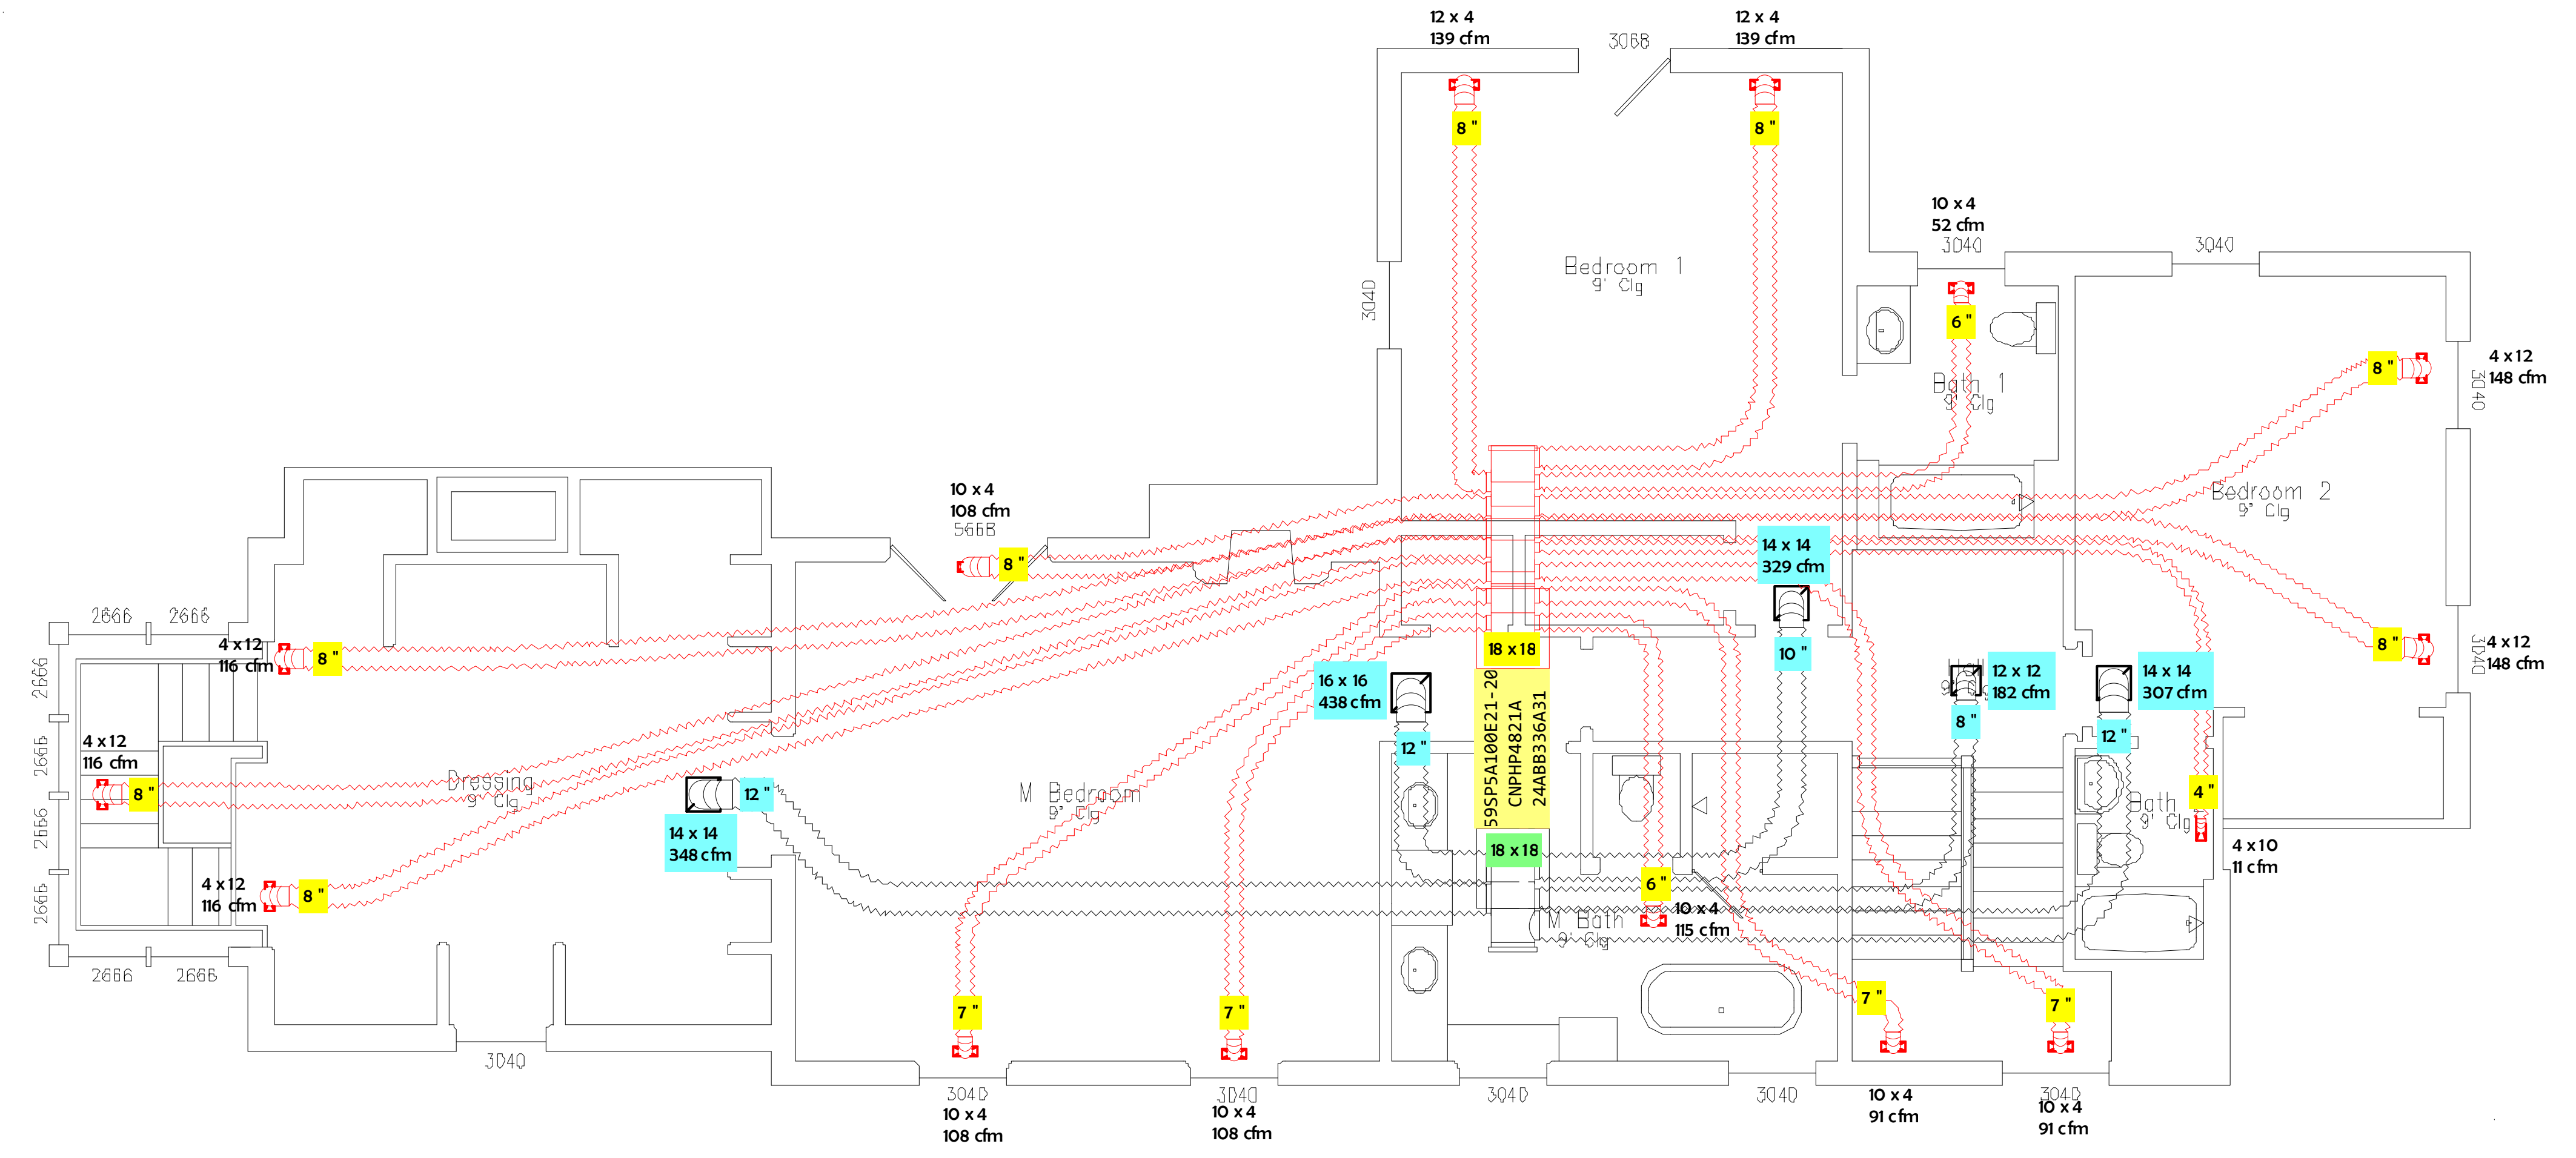 12 x 4
139 cfm
12 x 4
139 cfm
3068
8 "
8 "
10 x 4
52 cfm
3040
3040
Bedroom 1
9' Clg
3040
6 "
Bath 1
9' Clg
8 "
4 x 12
148 cfm
3040
10 x 4
108 cfm
5668
8 "
Bedroom 2
9' Clg
14 x 14
329 cfm
10 "
2666
2666
4 x 12
116 cfm
8 "
18 x 18
8 "
4 x 12
148 cfm
3040
2666
16 x 16
438 cfm
12 "
59SP5A100E21-20
CNPHP4821A
24ABB336A31
12 x 12
182 cfm
8 "
14 x 14
307 cfm
12 "
4 x 12
116 cfm
8 "
2666
Dressing
9' Clg
12 "
14 x 14
348 cfm
M Bedroom
9' Clg
4 "
Bath
9' Clg
2666
18 x 18
4 x 10
11 cfm
4 x 12
116 cfm
8 "
2666
6 "
10 x 4
115 cfm
M Bath
9' Clg
2666
2666
7 "
7 "
7 "
7 "
3040
3040
10 x 4
108 cfm
3040
10 x 4
108 cfm
3040
3040
10 x 4
91 cfm
3040
10 x 4
91 cfm